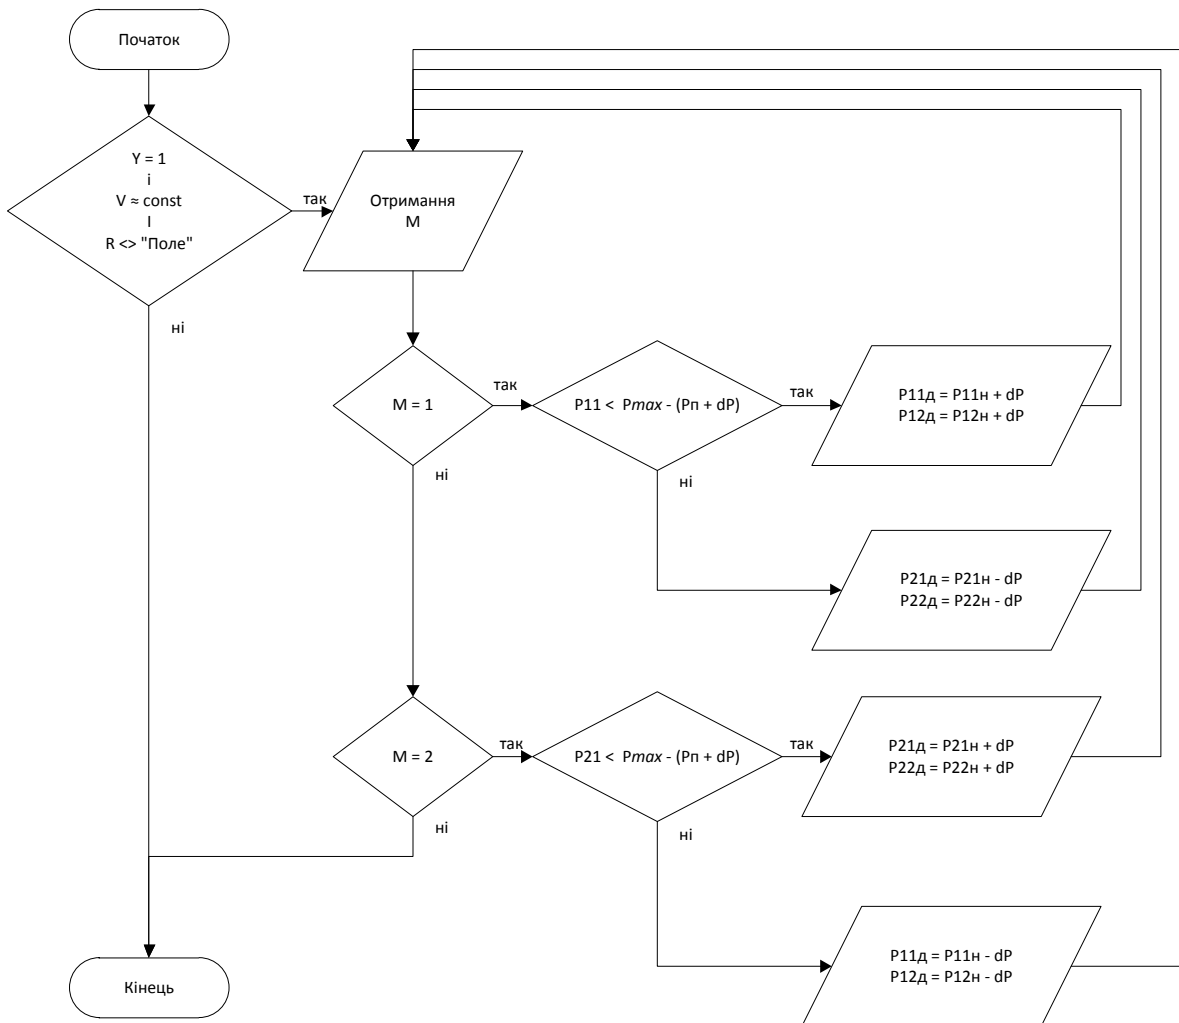 Початок
Y = 1
і
V ≈ const
І
R <> "Поле"
так
Отримання
М
ні
M = 1
так
P11 < Pmax - (Pп + dP)
так
P11д = P11н + dP
P12д = P12н + dP
ні
ні
P21д = P21н - dP
P22д = P22н - dP
M = 2
так
P21 < Pmax - (Pп + dP)
так
P21д = P21н + dP
P22д = P22н + dP
ні
ні
P11д = P11н - dP
P12д = P12н - dP
Кінець